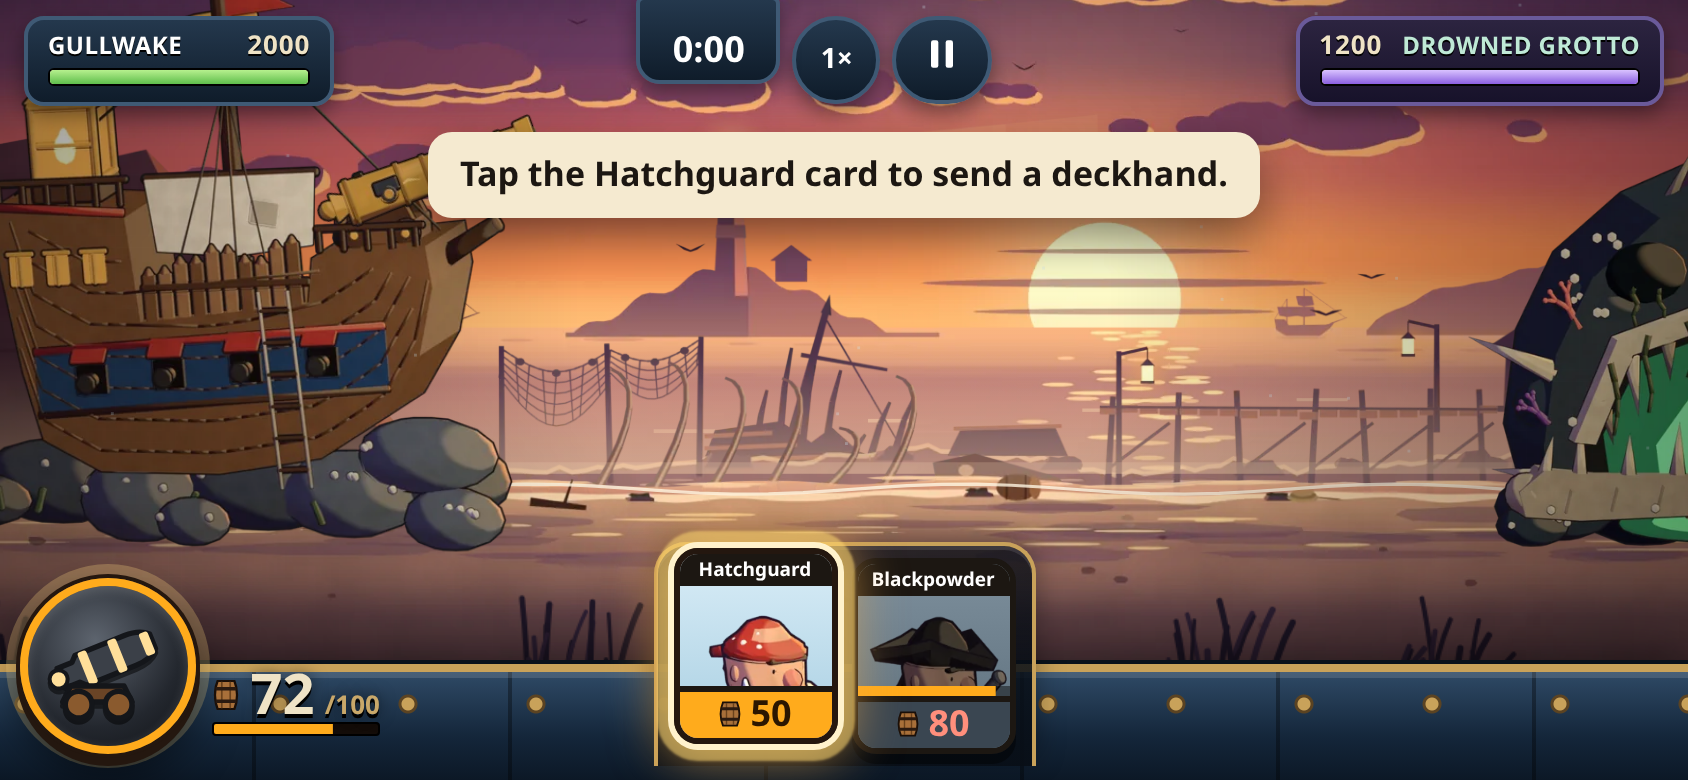 GULLWAKE 2000
0:00
1×
1200 DROWNED GROTTO
Tap the Hatchguard card to send a deckhand.
Hatchguard
Blackpowder
72 /100
50
80